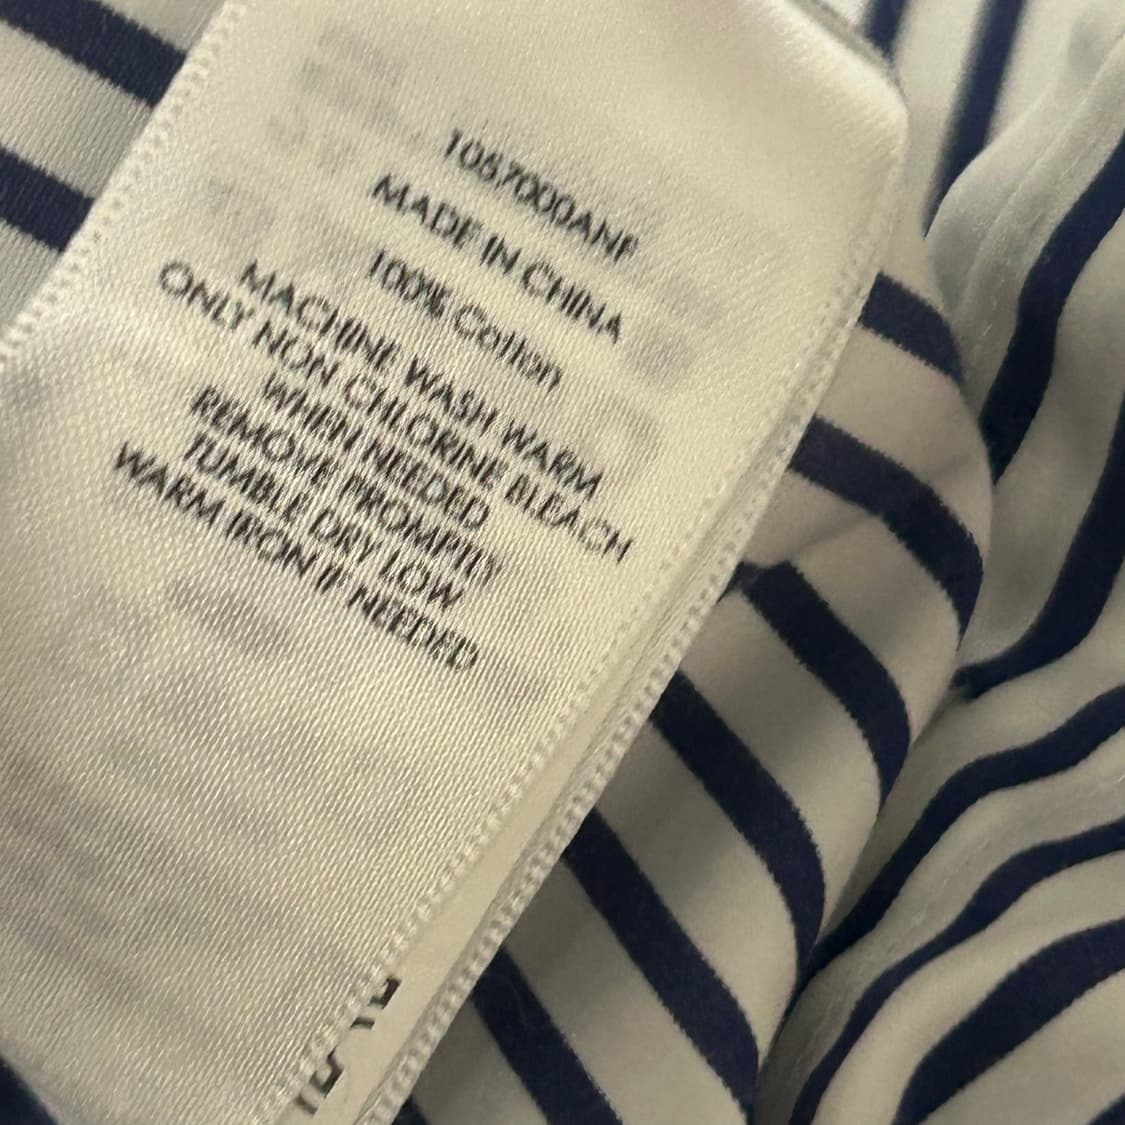 1057000ANF
MADE IN CHINA
100% Cotton
MACHINE WASH WARM
ONLY NON CHLORINE BLEACH
WHEN NEEDED
REMOVE PROMPTLY
TUMBLE DRY LOW
WARM IRON IF NEEDED